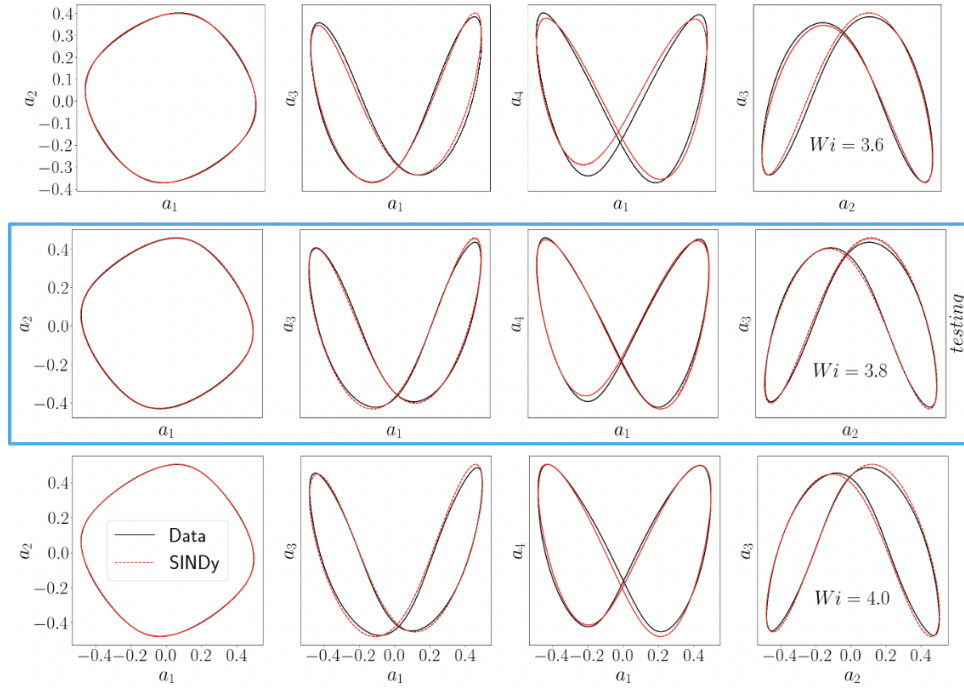 0.4
0.3
0.2
0.1
0.0
−0.1
−0.2
−0.3
−0.4
a₂
a₁
a₃
a₁
a₄
a₁
a₃
a₂
Wi = 3.6
0.4
0.2
0.0
−0.2
−0.4
a₂
a₁
a₃
a₁
a₄
a₁
a₃
a₂
Wi = 3.8
testing
0.4
0.2
0.0
−0.2
−0.4
a₂
Data
SINDy
−0.4 −0.2 0.0 0.2 0.4
a₁
a₃
−0.4 −0.2 0.0 0.2 0.4
a₁
a₄
−0.4 −0.2 0.0 0.2 0.4
a₁
a₃
Wi = 4.0
−0.4 −0.2 0.0 0.2 0.4
a₂